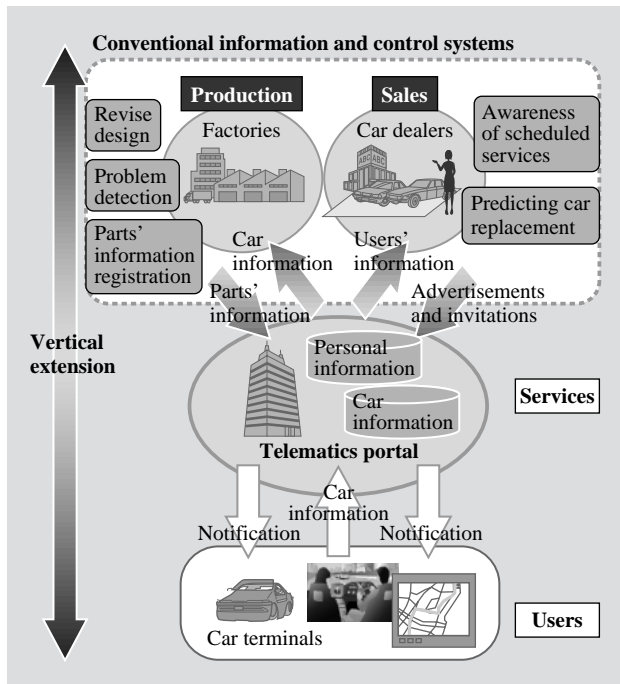 Conventional information and control systems
Production
Sales
Revise
design
Factories
Car dealers
Awareness
of scheduled
services
ABC
ABC
Problem
detection
Predicting car
replacement
Parts'
information
registration
Car
information
Users'
information
Parts'
information
Advertisements
and invitations
Vertical
extension
Personal
information
Car
information
Services
Telematics portal
Car
information
Notification
Notification
Car terminals
Users